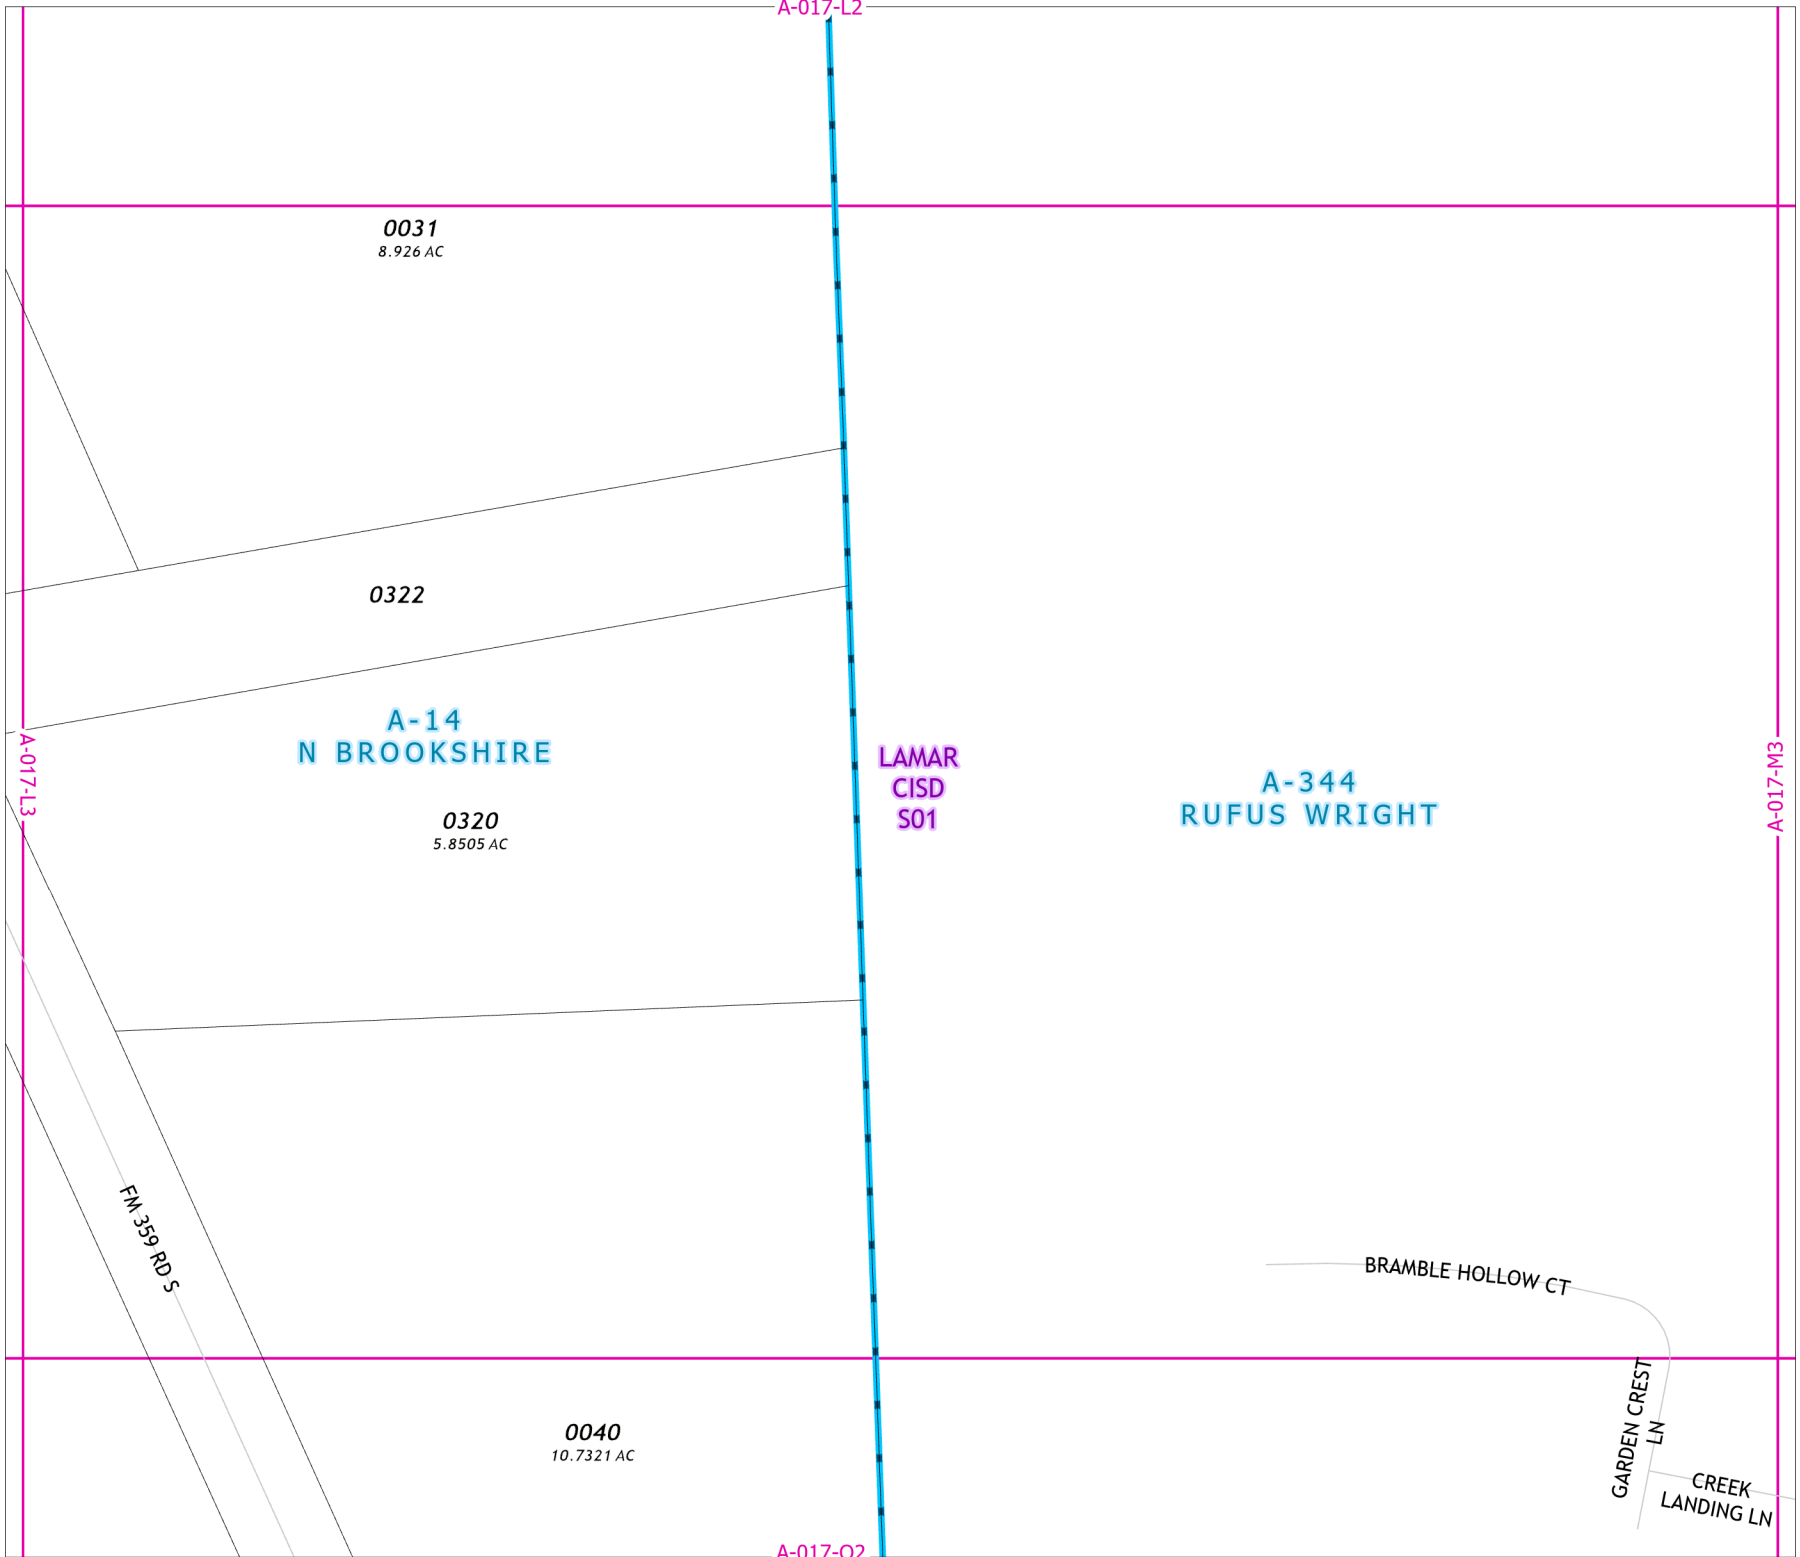 A-017-L2
0031
8.926 AC
0322
A-14
N BROOKSHIRE
A-017-L3
LAMAR
CISD
S01
A-344
RUFUS WRIGHT
A-017-M3
0320
5.8505 AC
FM 359 RD S
BRAMBLE HOLLOW CT
GARDEN CREST
LN
CREEK
LANDING LN
0040
10.7321 AC
A-017-Q2